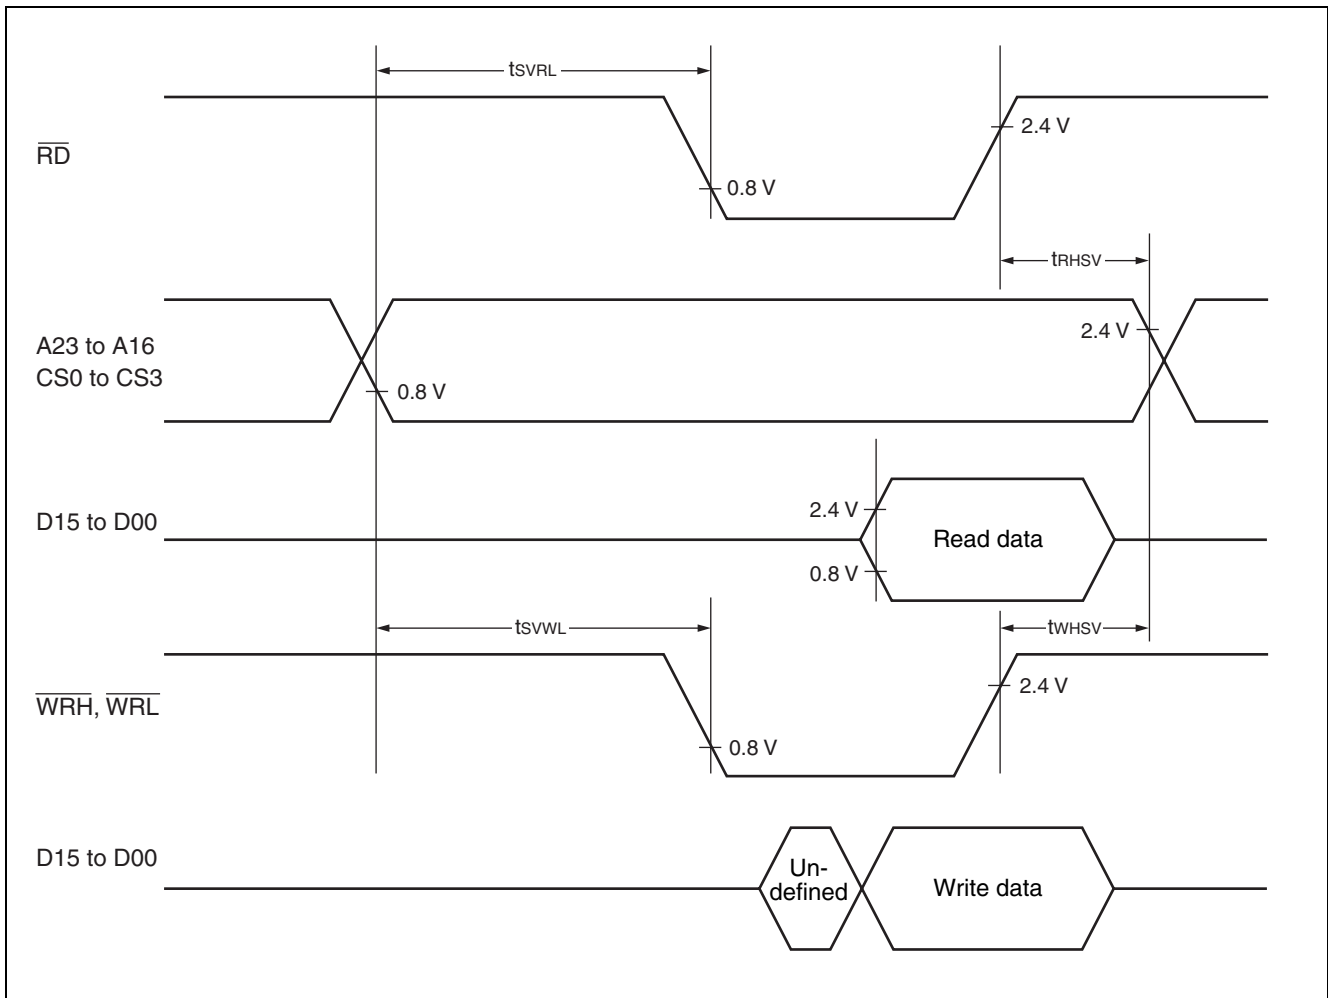 tSVRL
2.4 V
RD
0.8 V
tRHSV
2.4 V
A23 to A16
CS0 to CS3
0.8 V
2.4 V
D15 to D00
Read data
0.8 V
tSVWL
tWHSV
2.4 V
WRH, WRL
0.8 V
D15 to D00
Un-
defined
Write data